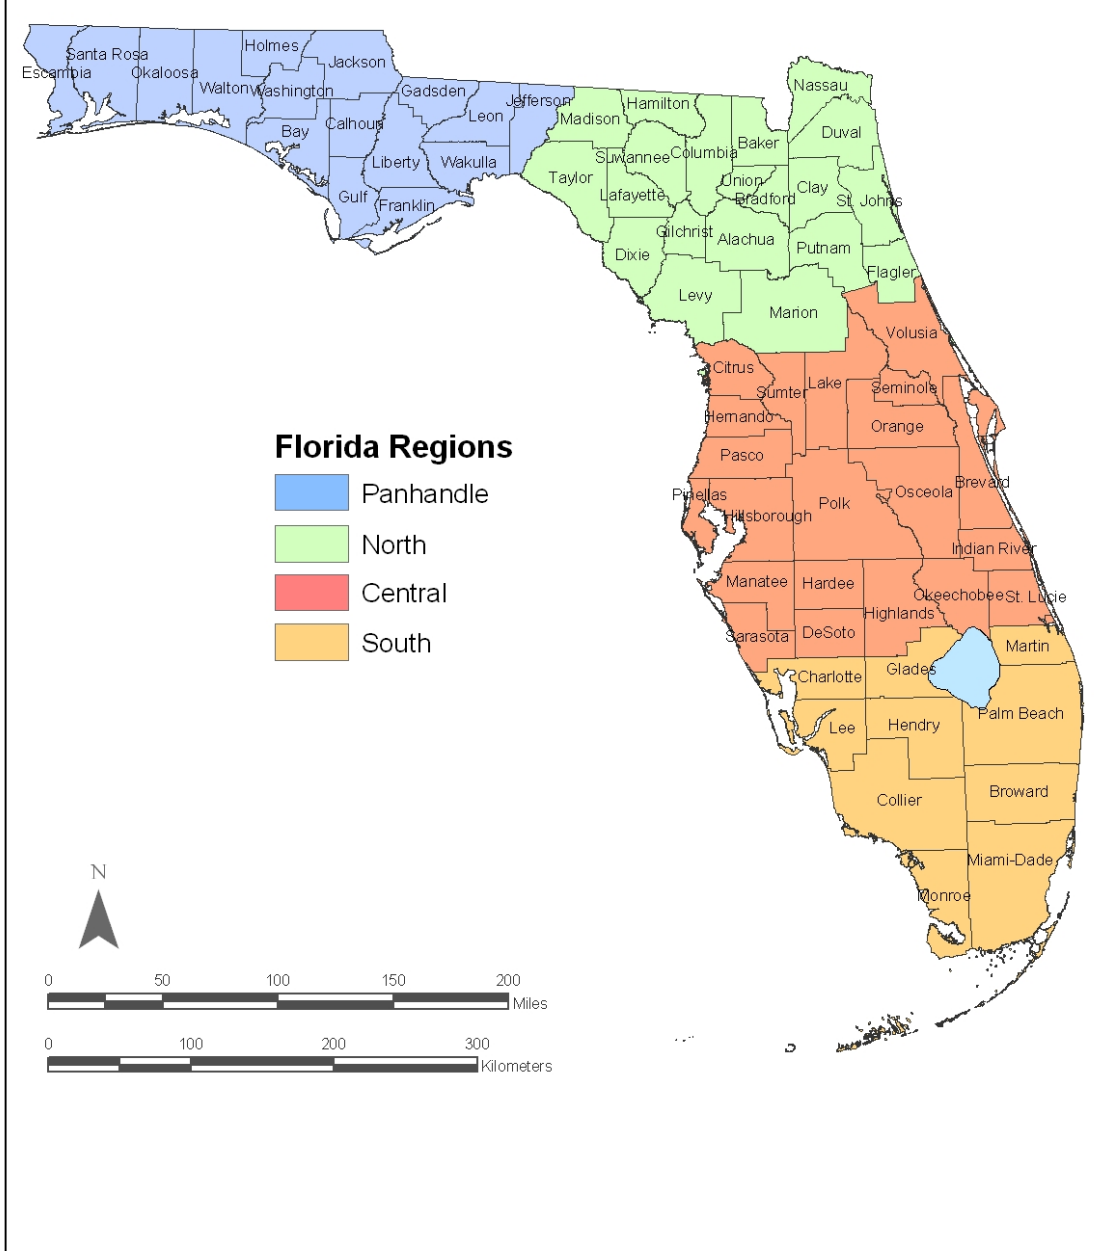 Nassau
Holmes
Santa Rosa
Jackson
Escambia
Okaloosa
Walton
Washington
Gadsden
Jefferson
Hamilton
Leon
Madison
Calhoun
Bay
Duval
Baker
Suwannee
Columbia
Liberty
Wakulla
Taylor
Union
Clay
Lafayette
Bradford
St. Johns
Gulf
Franklin
Gilchrist
Alachua
Putnam
Dixie
Flagler
Levy
Marion
Volusia
Citrus
Lake
Seminole
Sumter
Hernando
Orange
Florida Regions
Pasco
Panhandle
Pinellas
Osceola
Brevard
Polk
Hillsborough
North
Indian River
Manatee
Hardee
Central
Okeechobee
St. Lucie
Highlands
Sarasota
DeSoto
South
Martin
Glades
Charlotte
Palm Beach
Lee
Hendry
Broward
Collier
Miami-Dade
N
Monroe
0 50 100 150 200
Miles
0 100 200 300
Kilometers